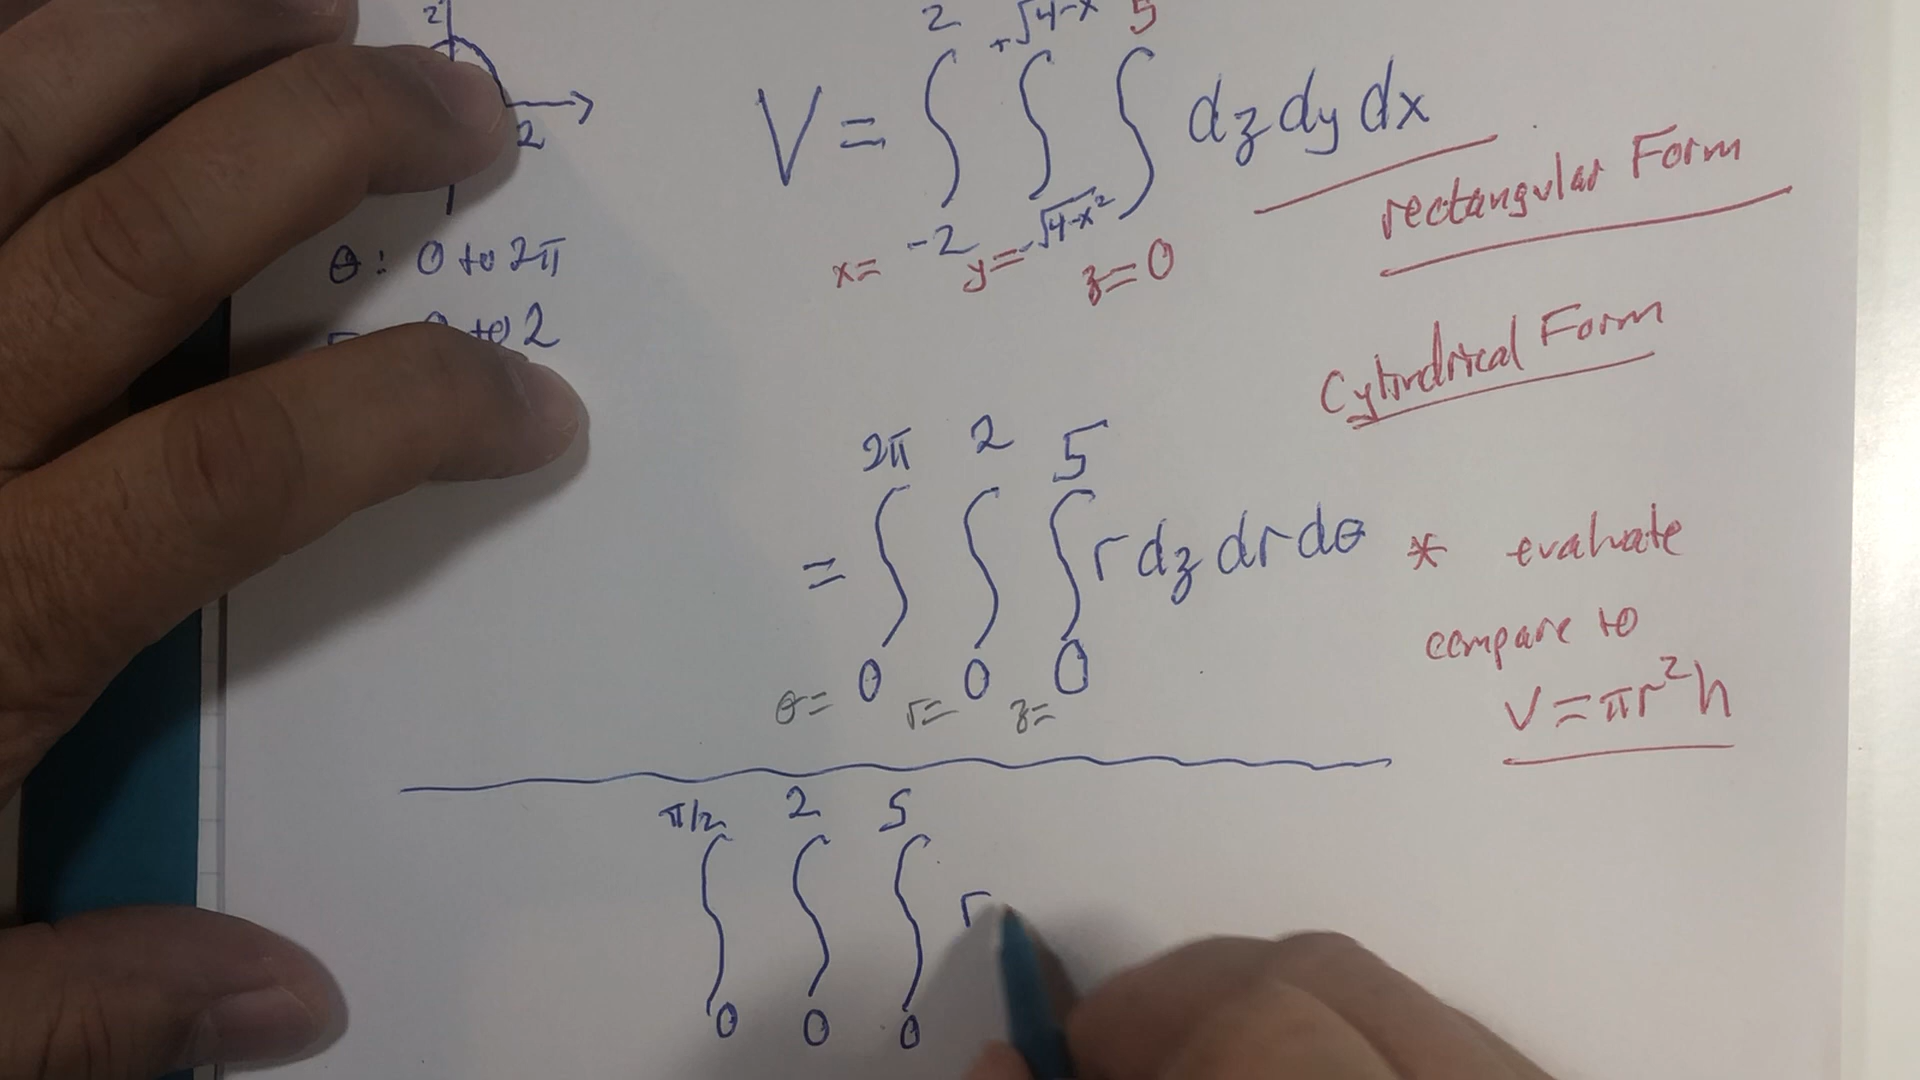 2
2
θ: 0 to 2π
to 2
2 +√4-x 5
V = ∫ ∫ ∫ dz dy dx
x= -2 y= -√4-x² z=0
rectangular Form
Cylindrical Form
2π 2 5
= ∫ ∫ ∫ r dz dr dθ * evaluate
θ= 0 r= 0 z= 0
compare to
V = πr²h
π/2 2 5
∫ ∫ ∫ r
0 0 0